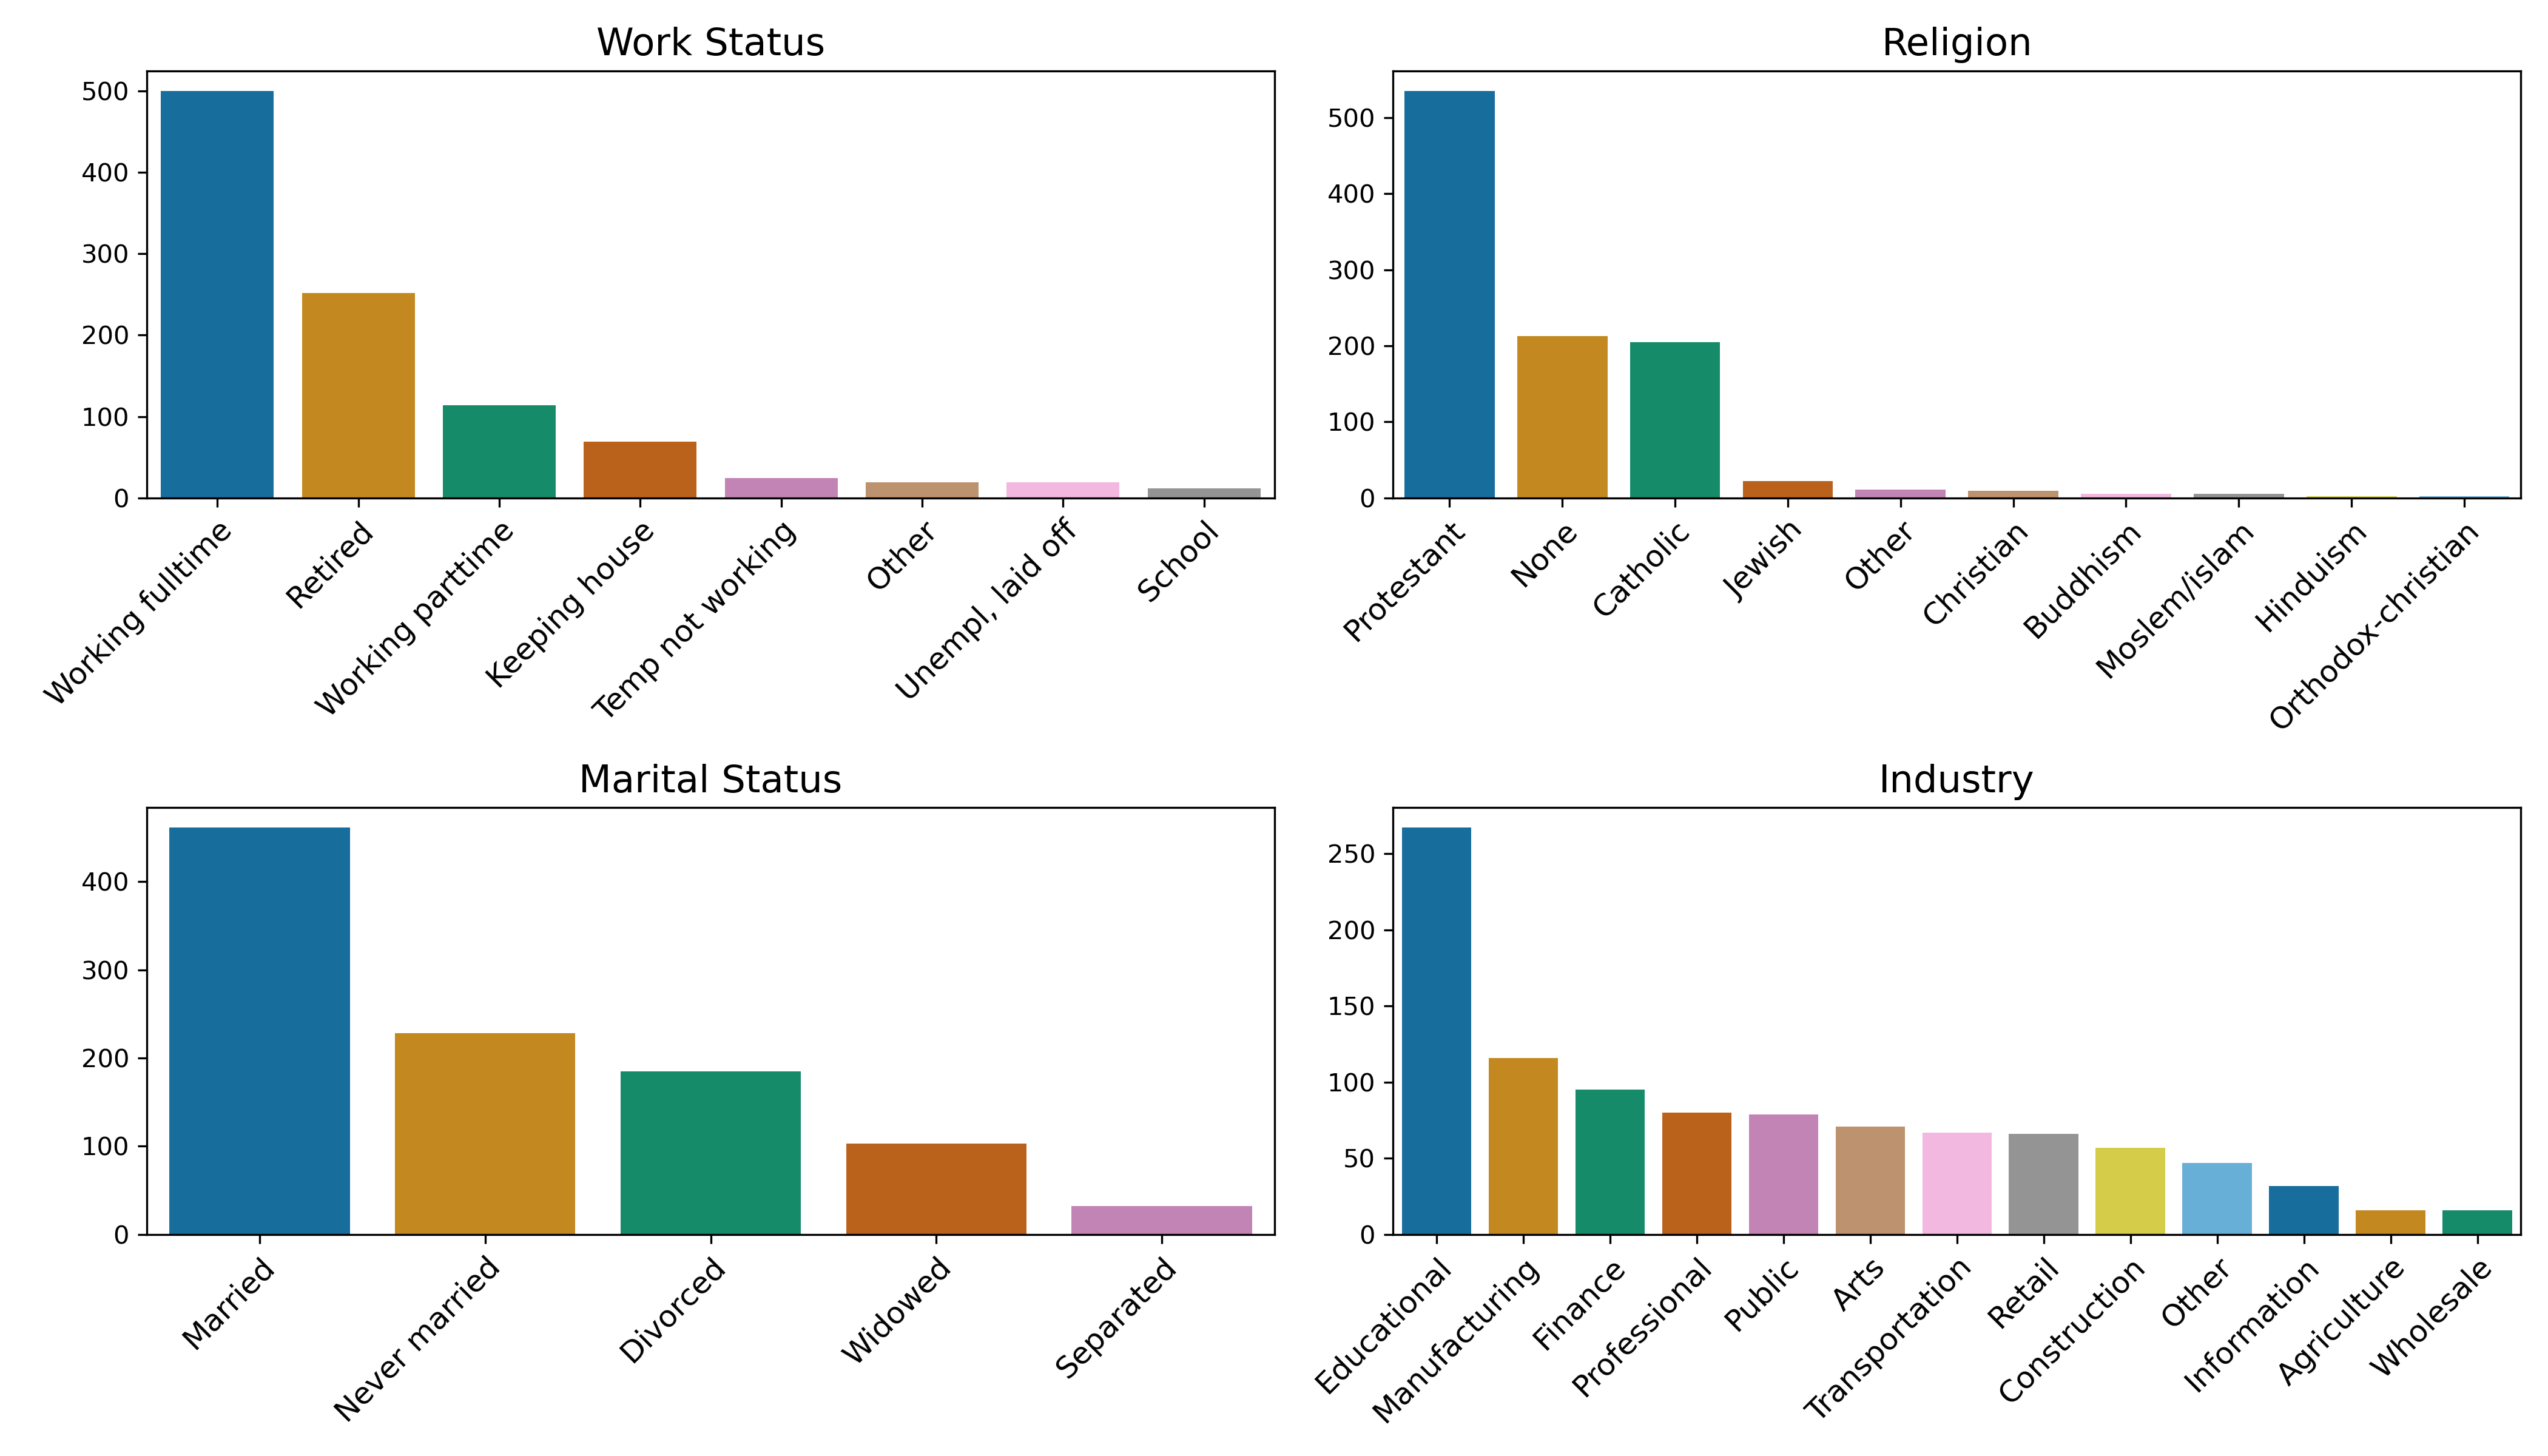 Work Status
500
400
300
200
100
0
Working fulltime
Retired
Working parttime
Keeping house
Temp not working
Other
Unempl, laid off
School
Religion
500
400
300
200
100
0
Protestant
None
Catholic
Jewish
Other
Christian
Buddhism
Moslem/islam
Hinduism
Orthodox-christian
Marital Status
400
300
200
100
0
Married
Never married
Divorced
Widowed
Separated
Industry
250
200
150
100
50
0
Educational
Manufacturing
Finance
Professional
Public
Arts
Transportation
Retail
Construction
Other
Information
Agriculture
Wholesale